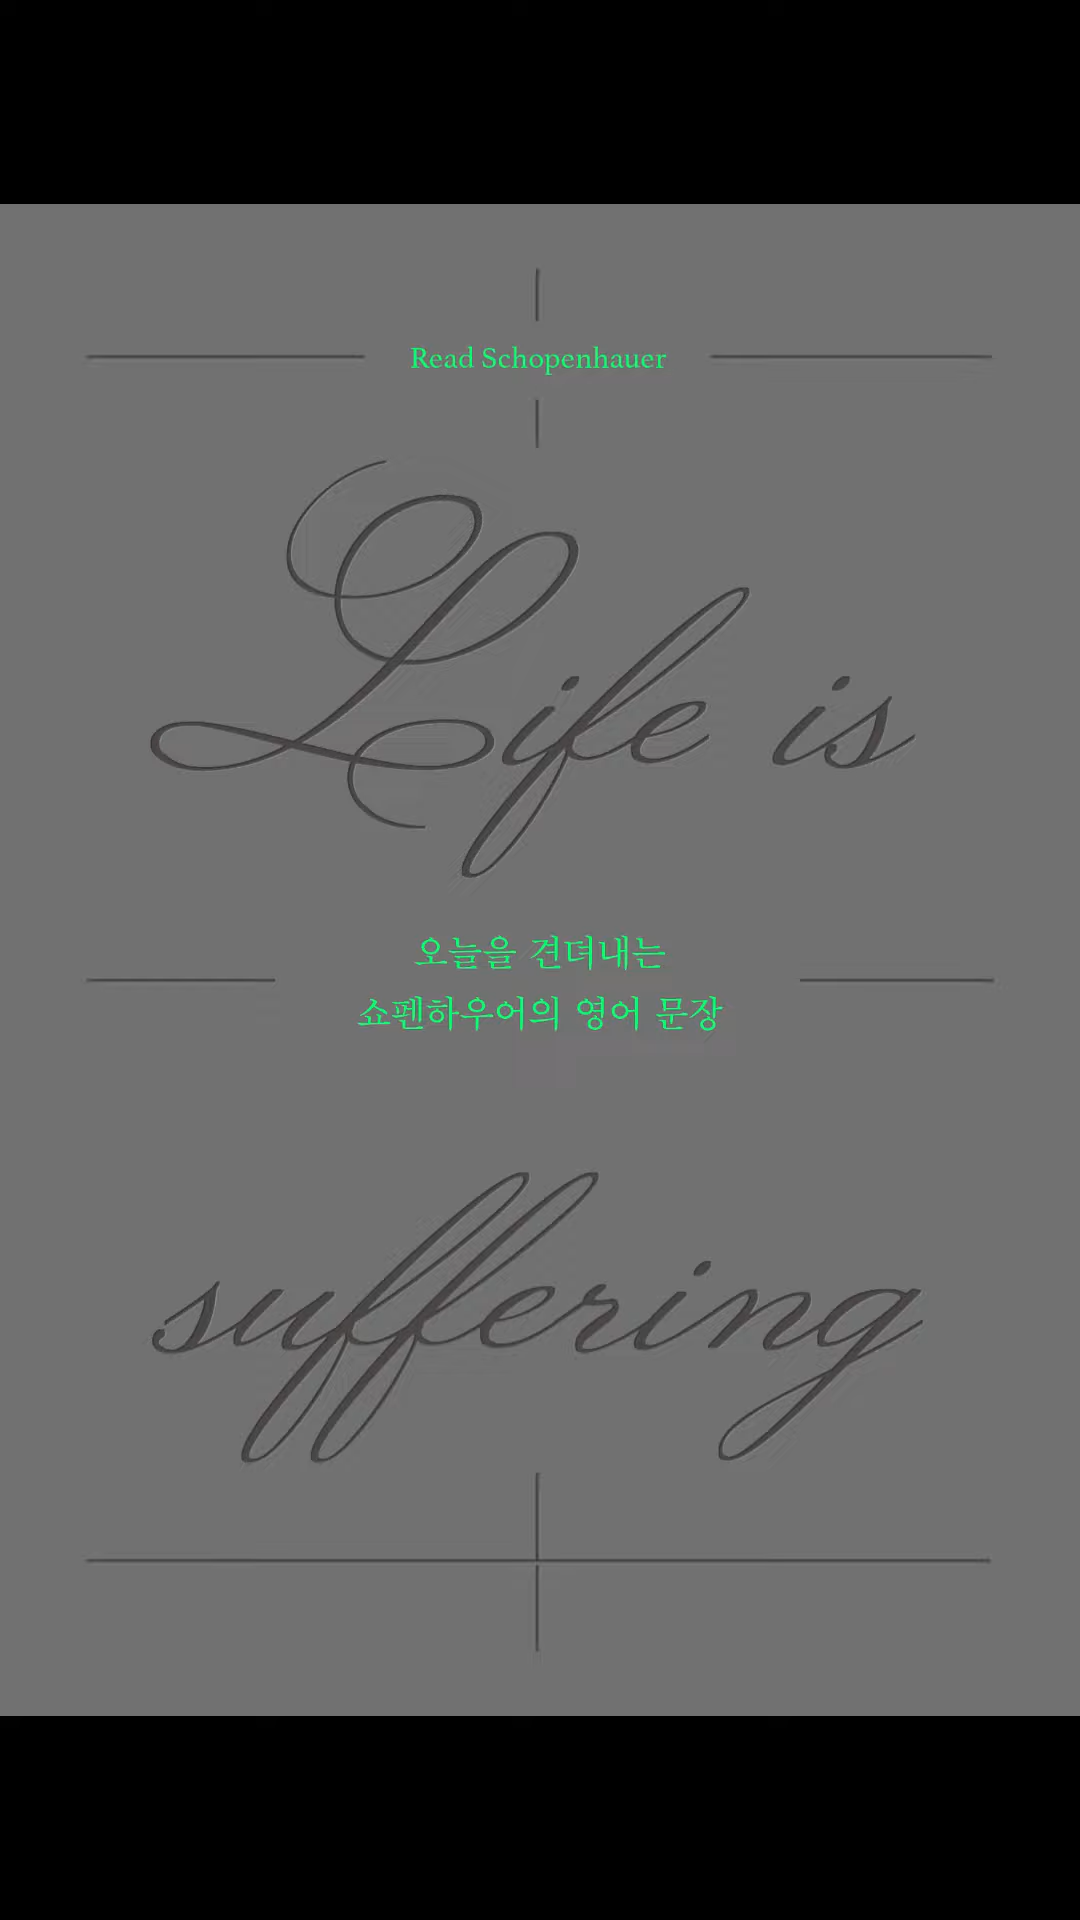 Read Schopenhauer
Life is
오늘을 견뎌내는
쇼펜하우어의 영어 문장
suffering